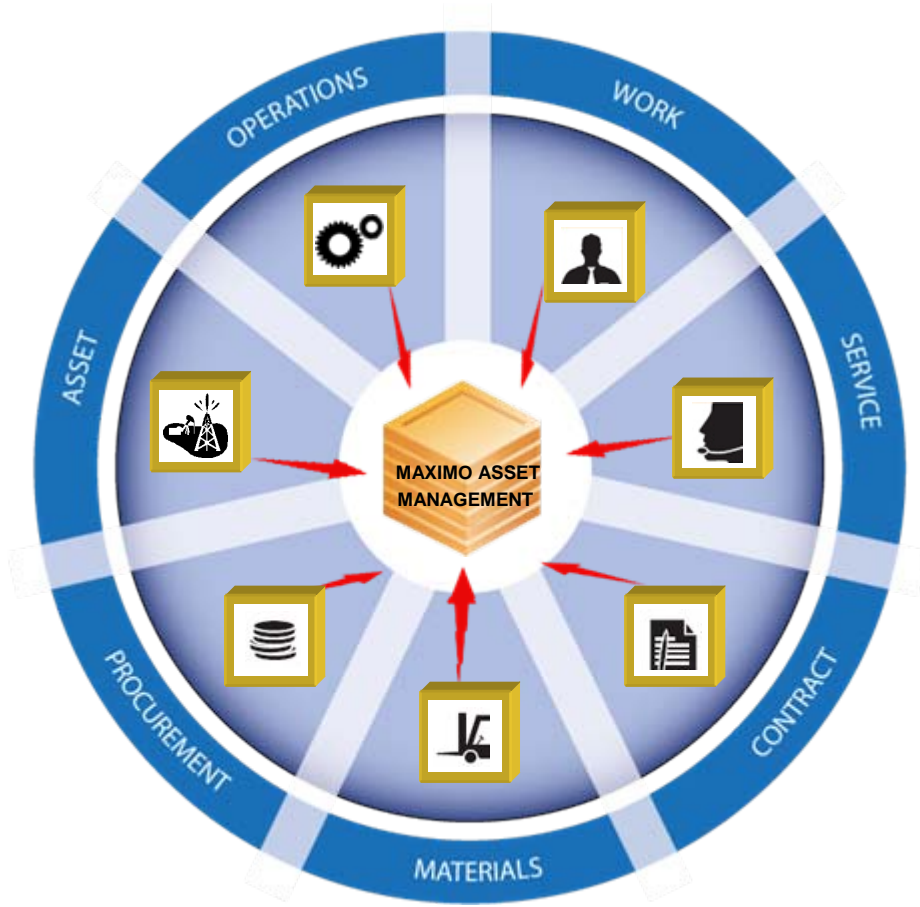 OPERATIONS
WORK
ASSET
SERVICE
MAXIMO ASSET
MANAGEMENT
PROCUREMENT
CONTRACT
MATERIALS